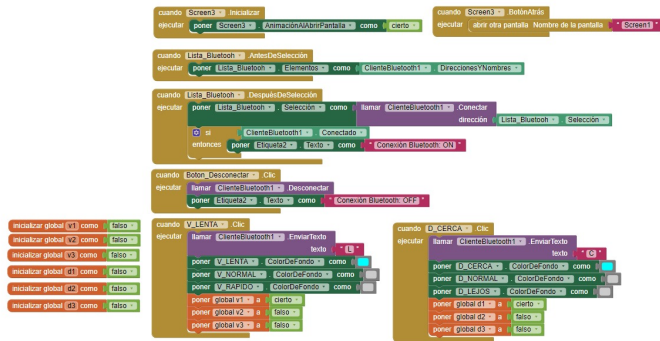 cuando Screen3 .Inicializar
ejecutar poner Screen3 . AnimaciónAlAbrirPantalla como cierto
cuando Screen3 .BotónAtrás
ejecutar abrir otra pantalla Nombre de la pantalla " Screen1 "
cuando Lista_Bluetooh .AntesDeSelección
ejecutar poner Lista_Bluetooh . Elementos como ClienteBluetooth1 . DireccionesYNombres
cuando Lista_Bluetooh .DespuésDeSelección
ejecutar poner Lista_Bluetooh . Selección como llamar ClienteBluetooth1 .Conectar
dirección Lista_Bluetooh . Selección
si ClienteBluetooth1 . Conectado
entonces poner Etiqueta2 . Texto como " Conexión Bluetooth: ON "
cuando Boton_Desconectar .Clic
ejecutar llamar ClienteBluetooth1 .Desconectar
poner Etiqueta2 . Texto como " Conexión Bluetooth: OFF "
inicializar global v1 como falso
inicializar global v2 como falso
inicializar global v3 como falso
inicializar global d1 como falso
inicializar global d2 como falso
inicializar global d3 como falso
cuando V_LENTA .Clic
ejecutar llamar ClienteBluetooth1 .EnviarTexto
texto " L "
poner V_LENTA . ColorDeFondo como
poner V_NORMAL . ColorDeFondo como
poner V_RAPIDO . ColorDeFondo como
poner global v1 a cierto
poner global v2 a falso
poner global v3 a falso
cuando D_CERCA .Clic
ejecutar llamar ClienteBluetooth1 .EnviarTexto
texto " C "
poner D_CERCA . ColorDeFondo como
poner D_NORMAL . ColorDeFondo como
poner D_LEJOS . ColorDeFondo como
poner global d1 a cierto
poner global d2 a falso
poner global d3 a falso